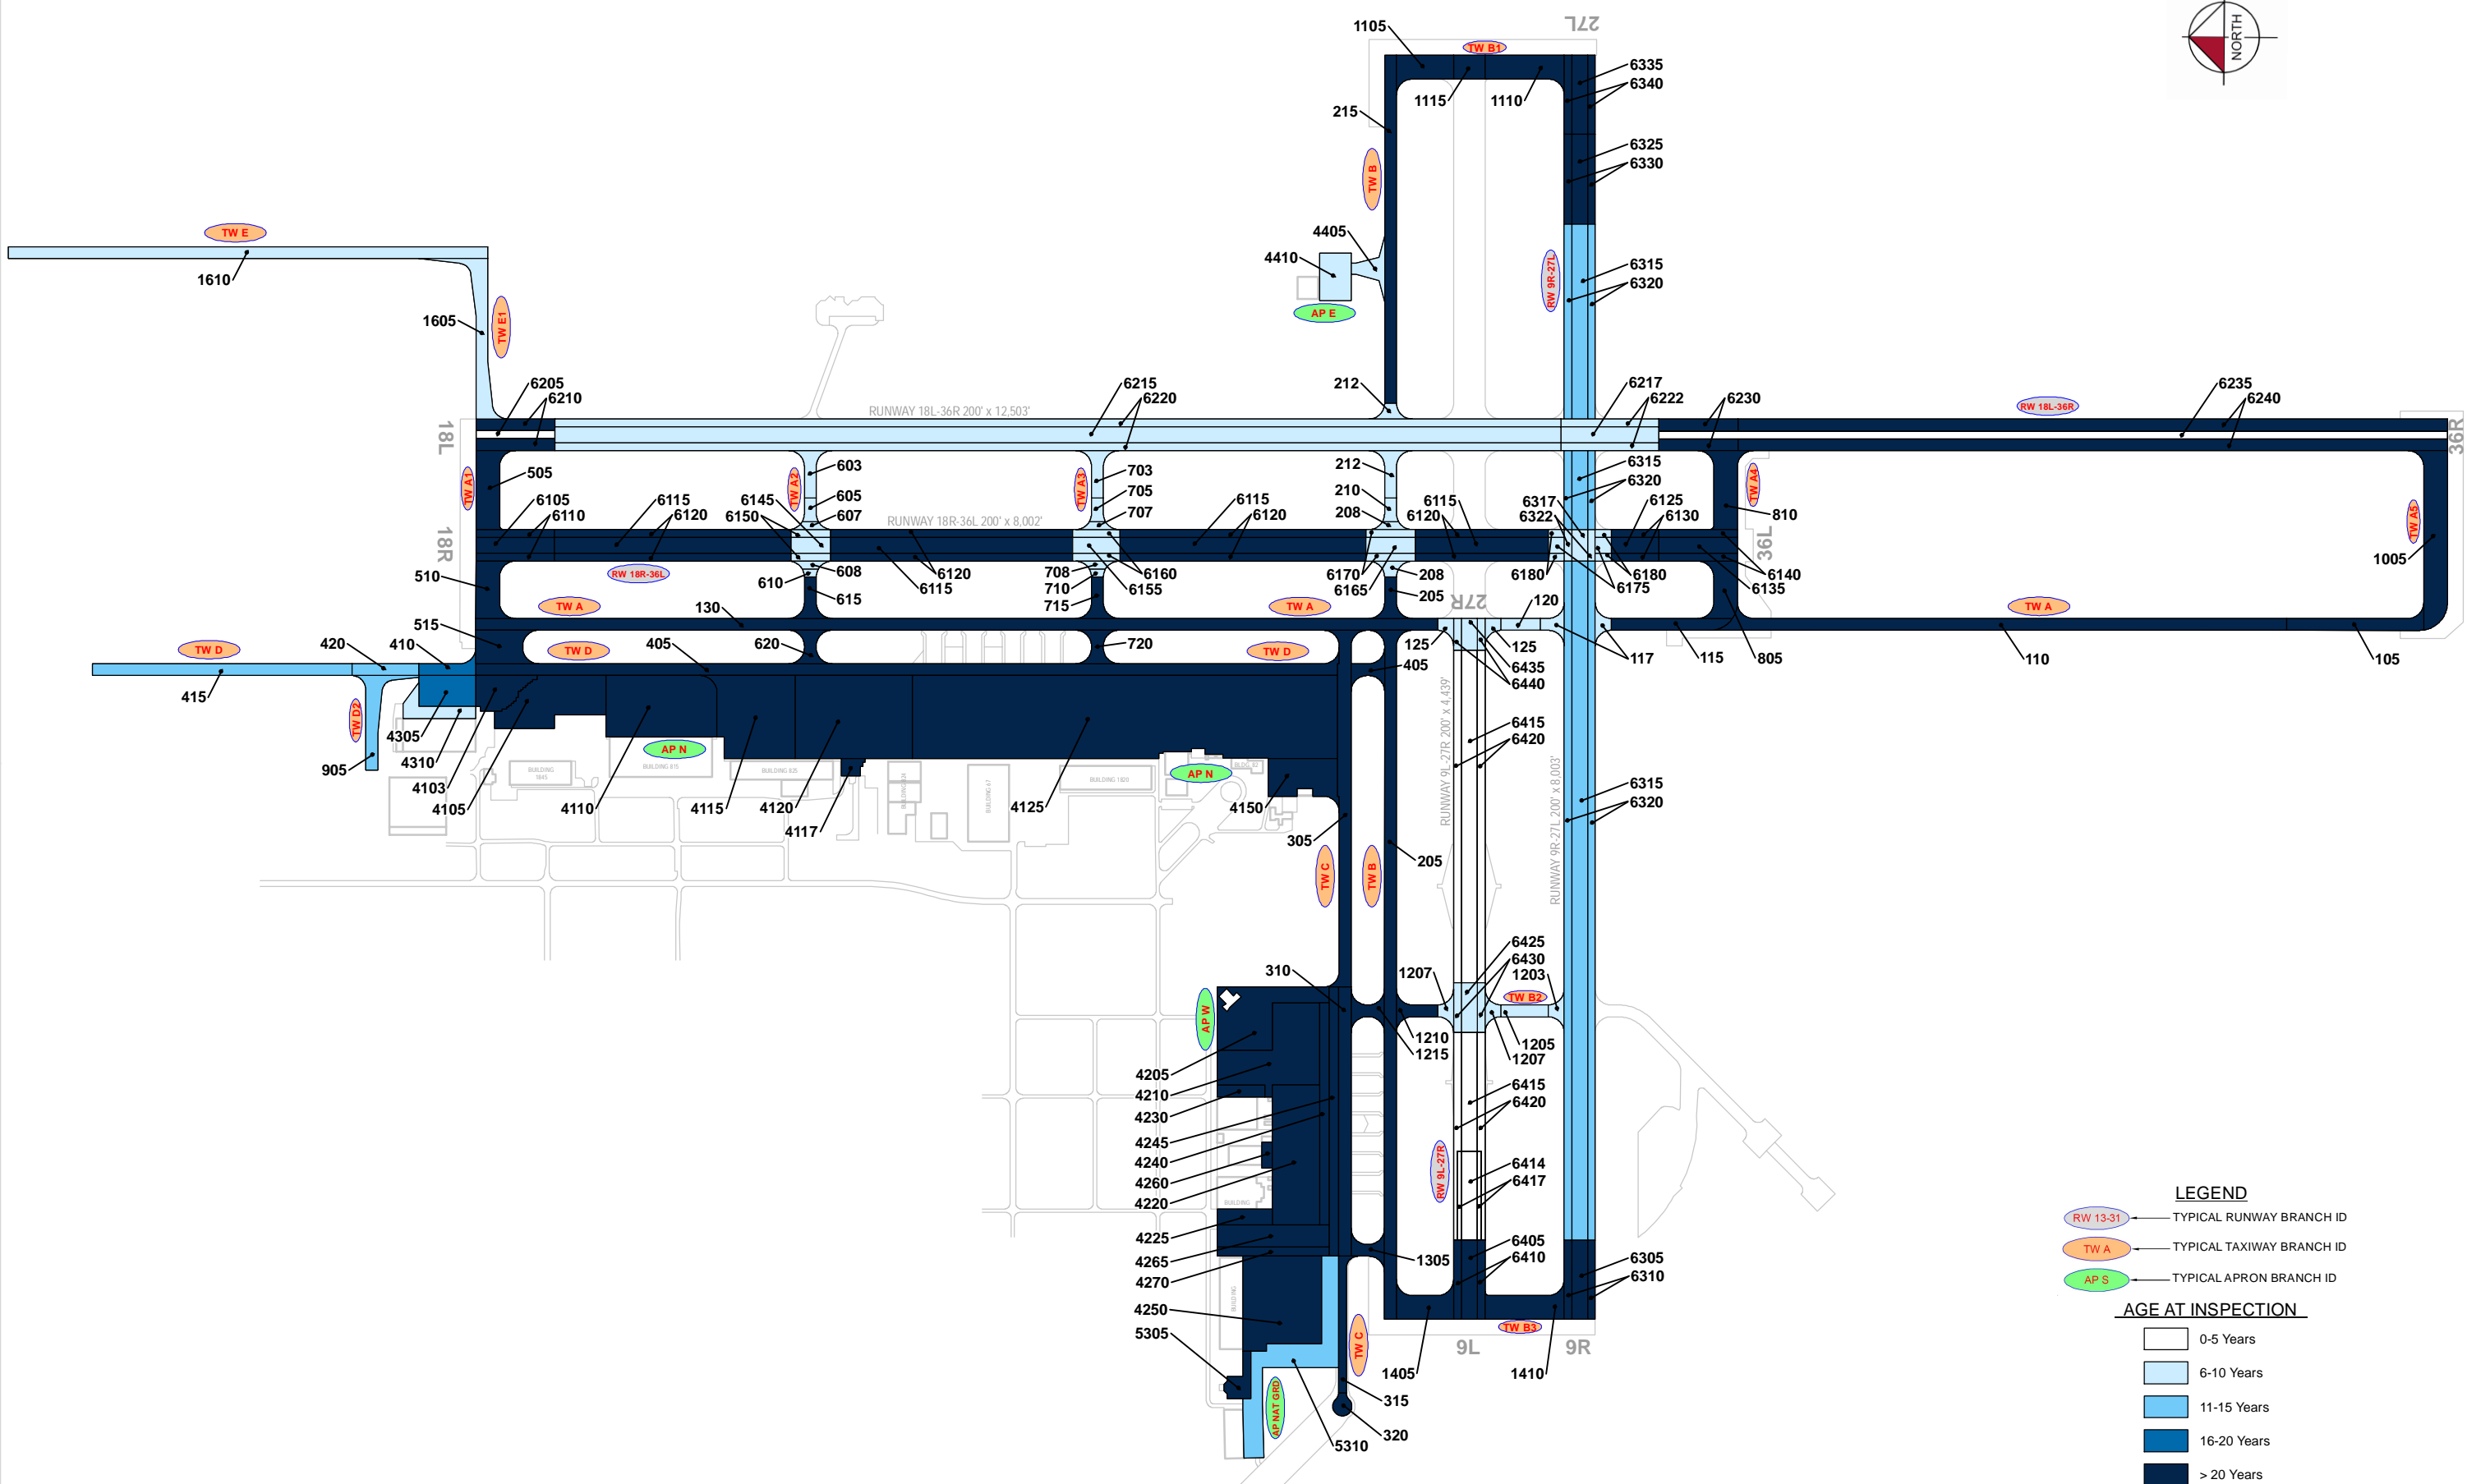 27L
NORTH
1105
TW B1
6335
6340
1115
1110
215
6325
6330
TW B
TW E
4405
4410
1610
6315
6320
RW 9R-27L
AP E
1605
TW E1
6205
6210
6215
6220
212
6217
6222
6230
6235
6240
RW 18L-36R
RUNWAY 18L-36R 200' x 12,503'
18L
36R
505
TW A1
TW A2
603
TW A3
703
212
6315
6320
TW A4
6105
6110
6115
6120
6145
6150
605
607
705
707
6115
6120
210
208
6115
6120
6317
6322
6125
6130
810
TW A5
RUNWAY 18R-36L 200' x 8,002'
18R
36L
1005
510
RW 18R-36L
610
608
615
6115
6120
708
710
715
6155
6160
6170
6165
208
205
6180
6175
6180
6135
6140
TW A
130
TW A
27R
120
TW A
515
TW D
420
410
TW D
405
620
720
TW D
405
125
125
6435
6440
117
115
805
110
105
415
TW D2
905
4305
4310
4103
4105
AP N
4110
4115
4120
4117
4125
AP N
4150
BUILDING
1885
BUILDING 815
BUILDING 825
BUILDING 67
BUILDING 1820
RUNWAY 9L-27R 200' x 4,439'
6415
6420
RUNWAY 9R-27L 200' x 8,003'
6315
6320
305
TW C
TW B
205
310
1207
6425
6430
1203
TW B2
AP W
1210
1215
1205
1207
4205
4210
4230
4245
4240
4260
4220
4225
4265
4270
4250
5305
6415
6420
RW 9L-27R
6414
6417
BUILDING
BUILDING
1305
6405
6410
6305
6310
TW C
TW B3
9L
9R
1405
1410
AP NAT GRD
315
320
5310
LEGEND
RW 13-31 TYPICAL RUNWAY BRANCH ID
TW A TYPICAL TAXIWAY BRANCH ID
AP S TYPICAL APRON BRANCH ID
AGE AT INSPECTION
0-5 Years
6-10 Years
11-15 Years
16-20 Years
> 20 Years